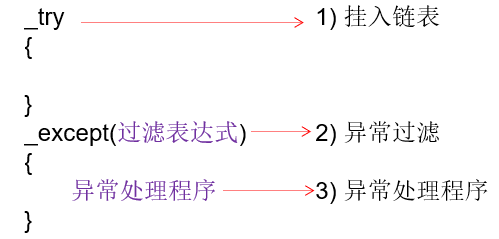 _try 1) 挂入链表
{
}
_except(过滤表达式) 2) 异常过滤
{
异常处理程序 3) 异常处理程序
}